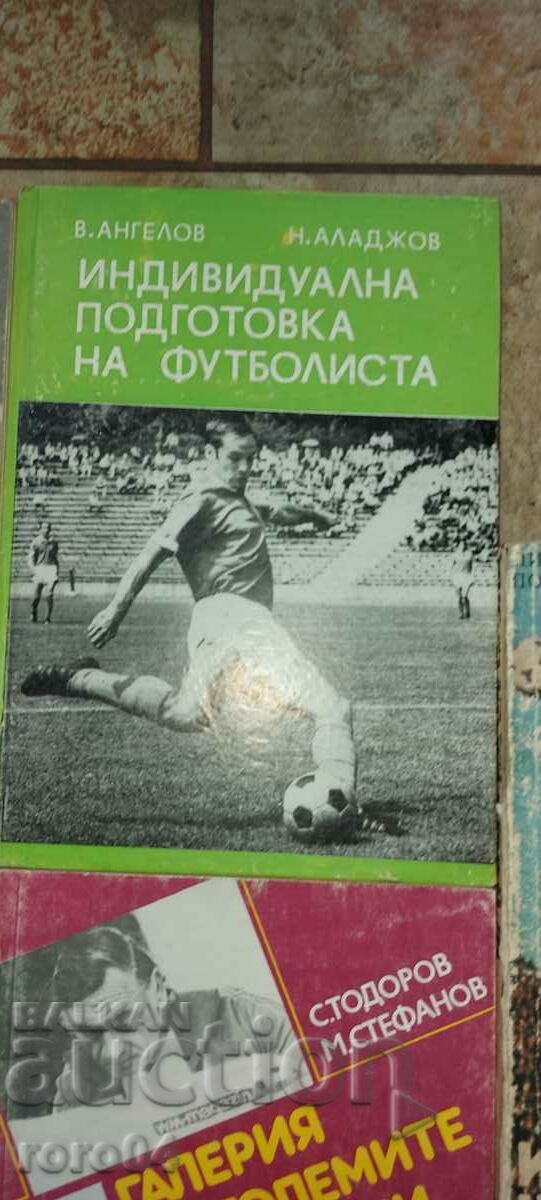 В.АНГЕЛОВ Н.АЛАДЖОВ
ИНДИВИДУАЛНА
ПОДГОТОВКА
НА ФУТБОЛИСТА
С.ТОДОРОВ
М.СТЕФАНОВ
ГАЛЕРИЯ
BALKAN
auction
roro04